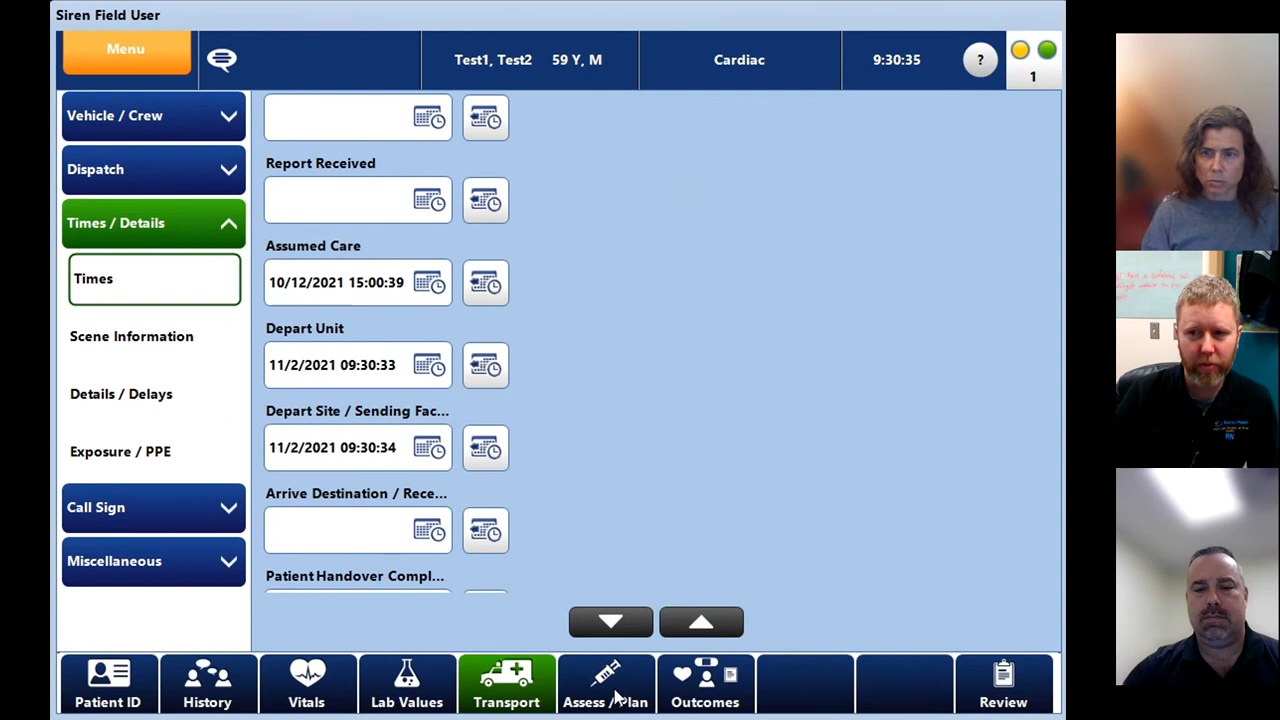 Siren Field User
Menu
Test1, Test2 59 Y, M
Cardiac
9:30:35
?
1
Vehicle / Crew
Dispatch
Times / Details
Times
Scene Information
Details / Delays
Exposure / PPE
Call Sign
Miscellaneous
Report Received
Assumed Care
10/12/2021 15:00:39
Depart Unit
11/2/2021 09:30:33
Depart Site / Sending Fac...
11/2/2021 09:30:34
Arrive Destination / Rece...
Patient Handover Compl...
Patient ID
History
Vitals
Lab Values
Transport
Assess / Plan
Outcomes
Review
RN